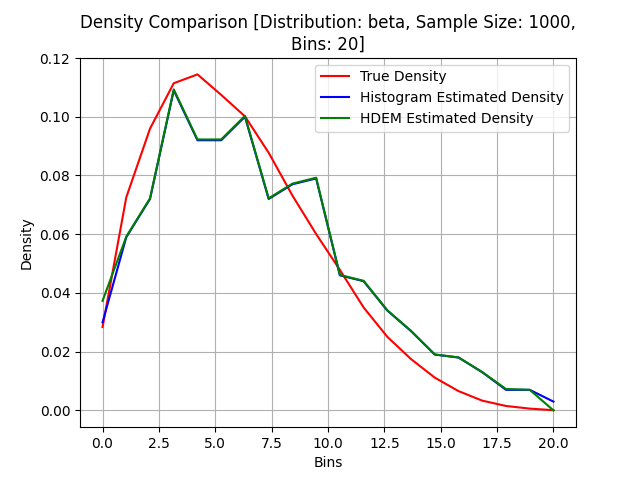 Density Comparison [Distribution: beta, Sample Size: 1000,
Bins: 20]
True Density
Histogram Estimated Density
HDEM Estimated Density
Density
0.12
0.10
0.08
0.06
0.04
0.02
0.00
0.0 2.5 5.0 7.5 10.0 12.5 15.0 17.5 20.0
Bins